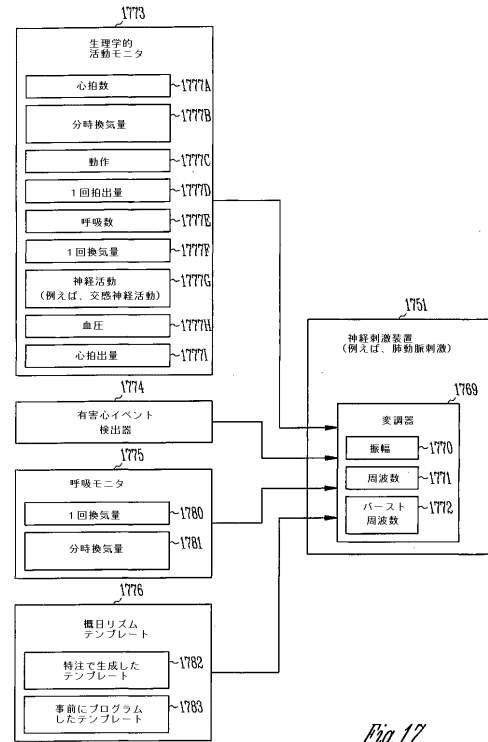 1773
生理学的
活動モニタ
心拍数
1777A
分時換気量
1777B
動作
1777C
1回拍出量
1777D
呼吸数
1777E
1回換気量
1777F
神経活動
(例えば、交感神経活動)
1777G
血圧
1777H
心拍出量
1777I
1774
有害心イベント
検出器
1775
呼吸モニタ
1回換気量
1780
分時換気量
1781
1776
概日リズム
テンプレート
特注で生成した
テンプレート
1782
事前にプログラム
したテンプレート
1783
1751
神経刺激装置
(例えば、肺動脈刺激)
1769
変調器
振幅
1770
周波数
1771
バースト
周波数
1772
Fig.17